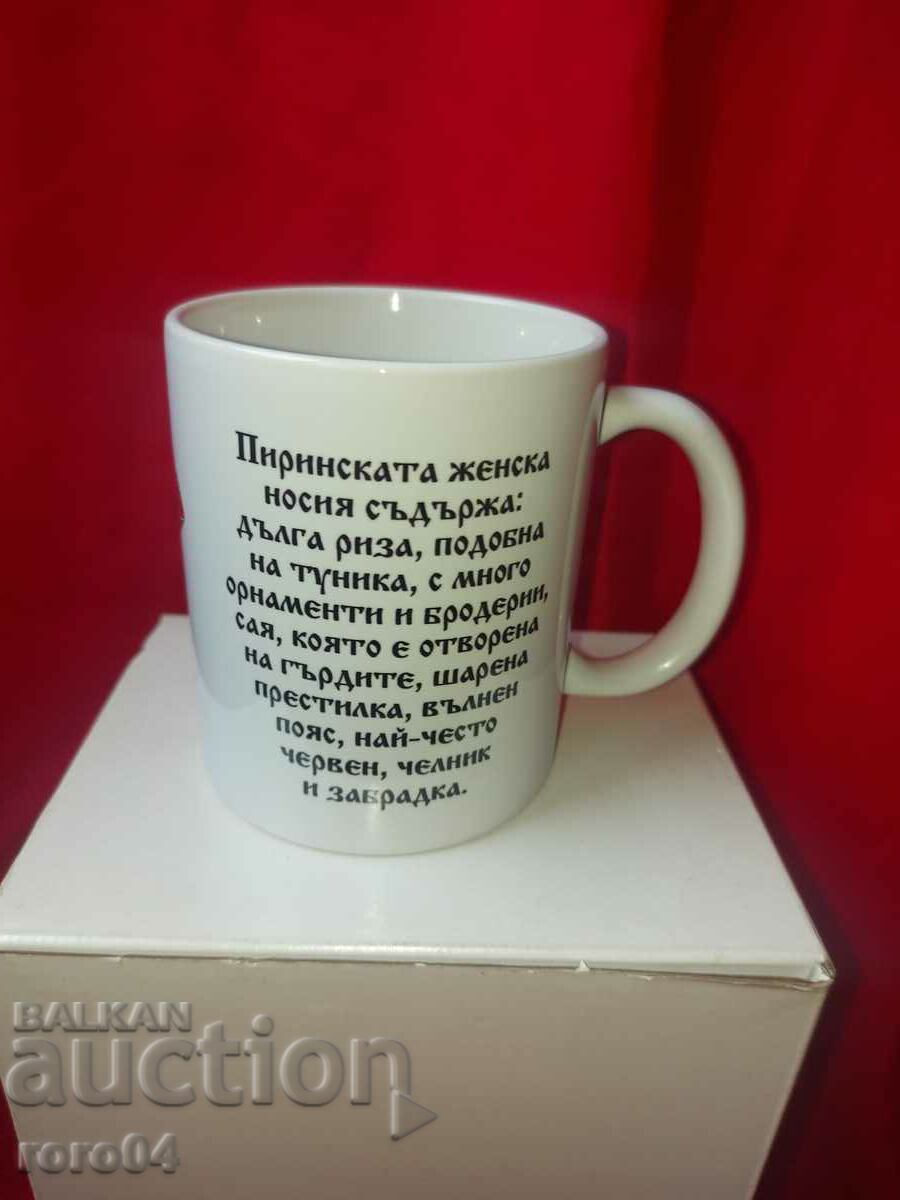 Пиринската женска
носия съдържа:
дълга риза, подобна
на туника, с много
орнаменти и бродерии,
сая, която е отворена
на гърдите, шарена
престилка, вълнен
пояс, най-често
червен, челник
и забрадка.
BALKAN
auction
roro04